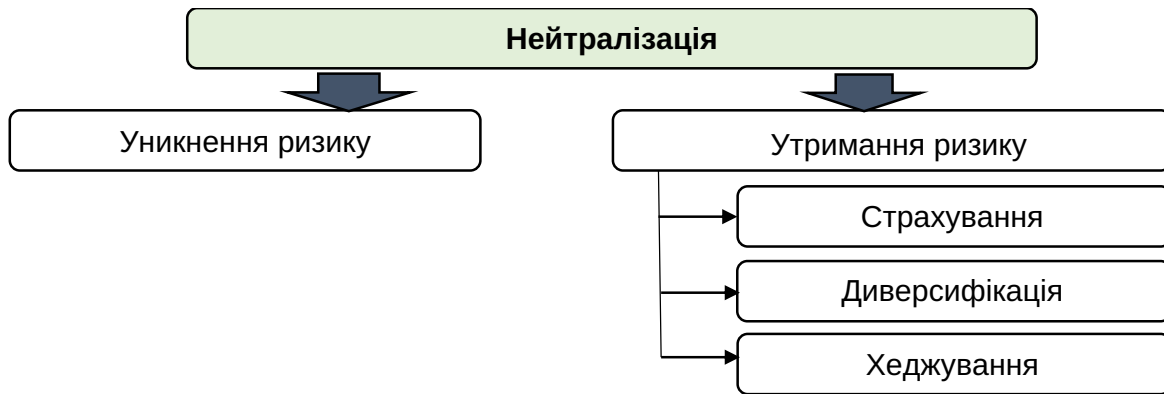 Нейтралізація
Уникнення ризику
Утримання ризику
Страхування
Диверсифікація
Хеджування